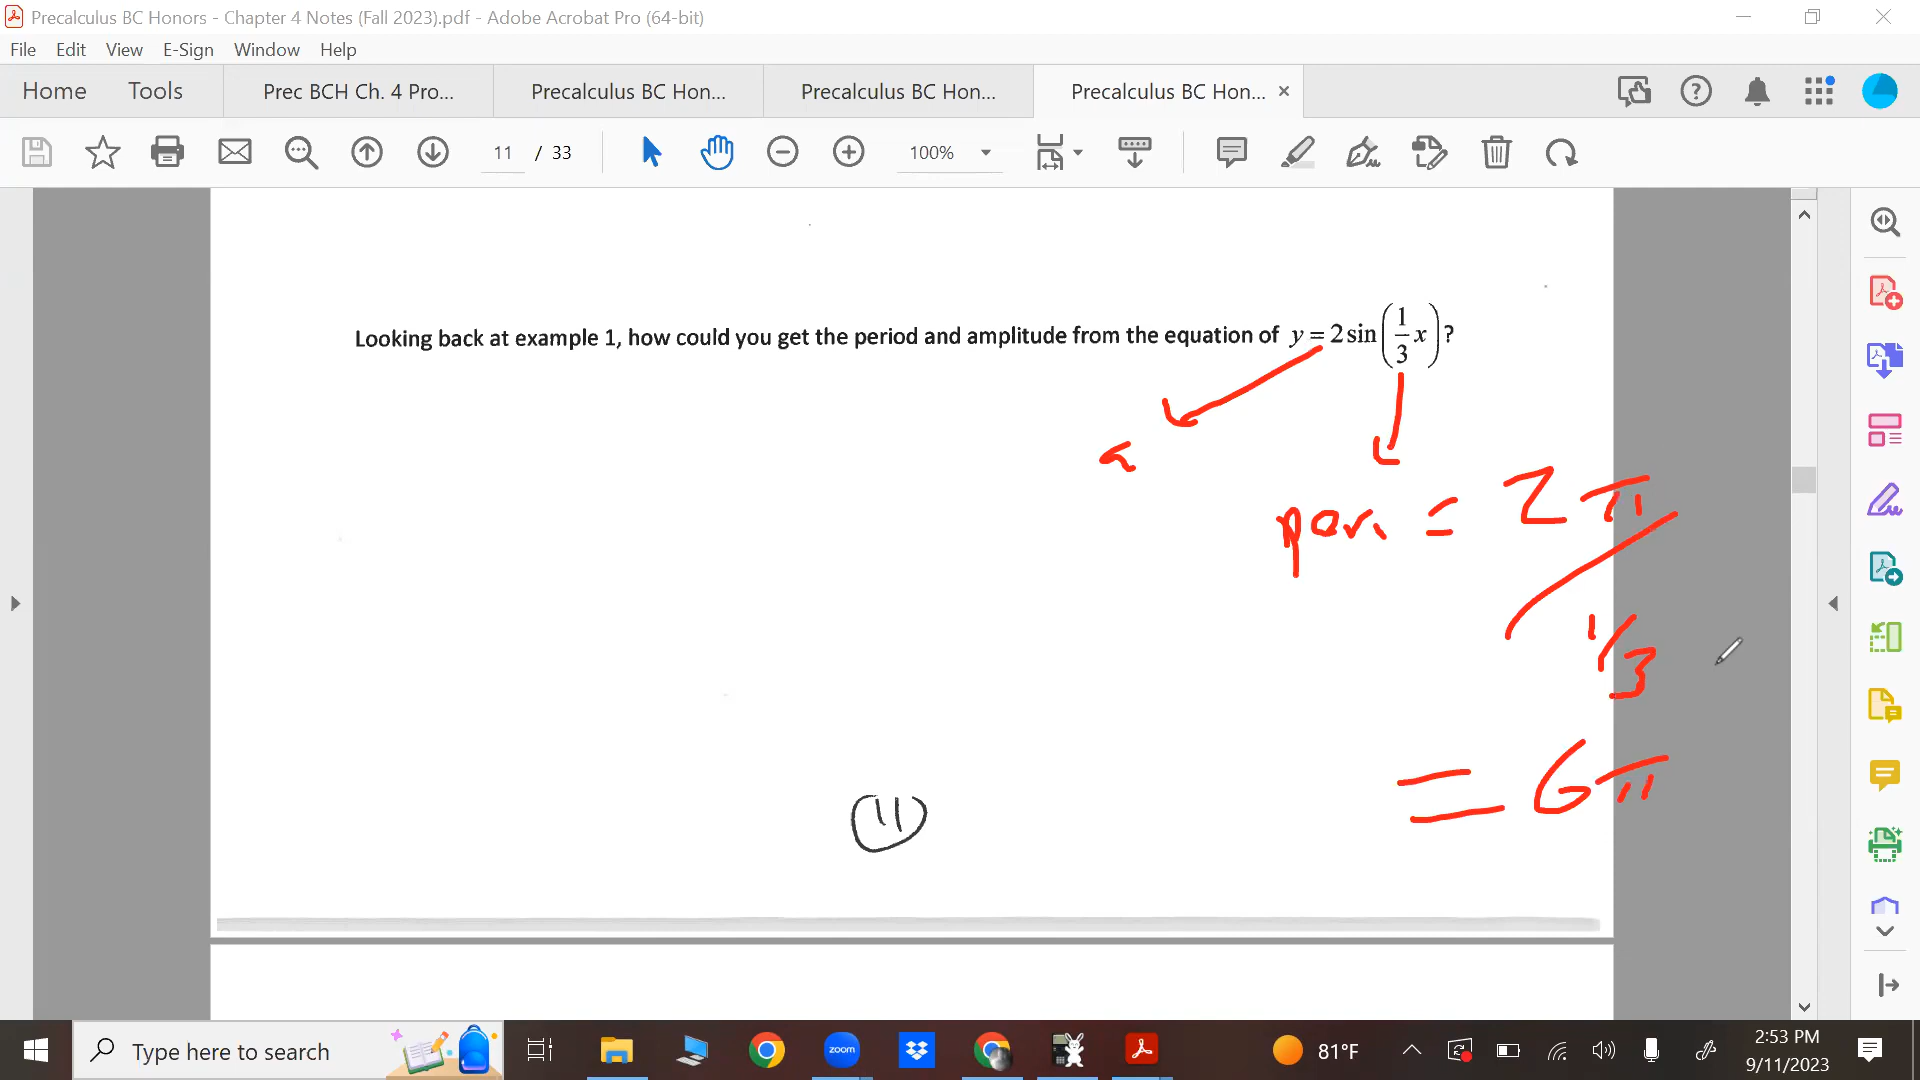 Precalculus BC Honors - Chapter 4 Notes (Fall 2023).pdf - Adobe Acrobat Pro (64-bit)
File Edit View E-Sign Window Help
Home Tools Prec BCH Ch. 4 Pro... Precalculus BC Hon... Precalculus BC Hon... Precalculus BC Hon... ×
11 / 33 100%
Looking back at example 1, how could you get the period and amplitude from the equation of y = 2 sin(1/3 x)?
a
peri = 2π / 1/3
= 6π
11
Type here to search
zoom
81°F
2:53 PM
9/11/2023